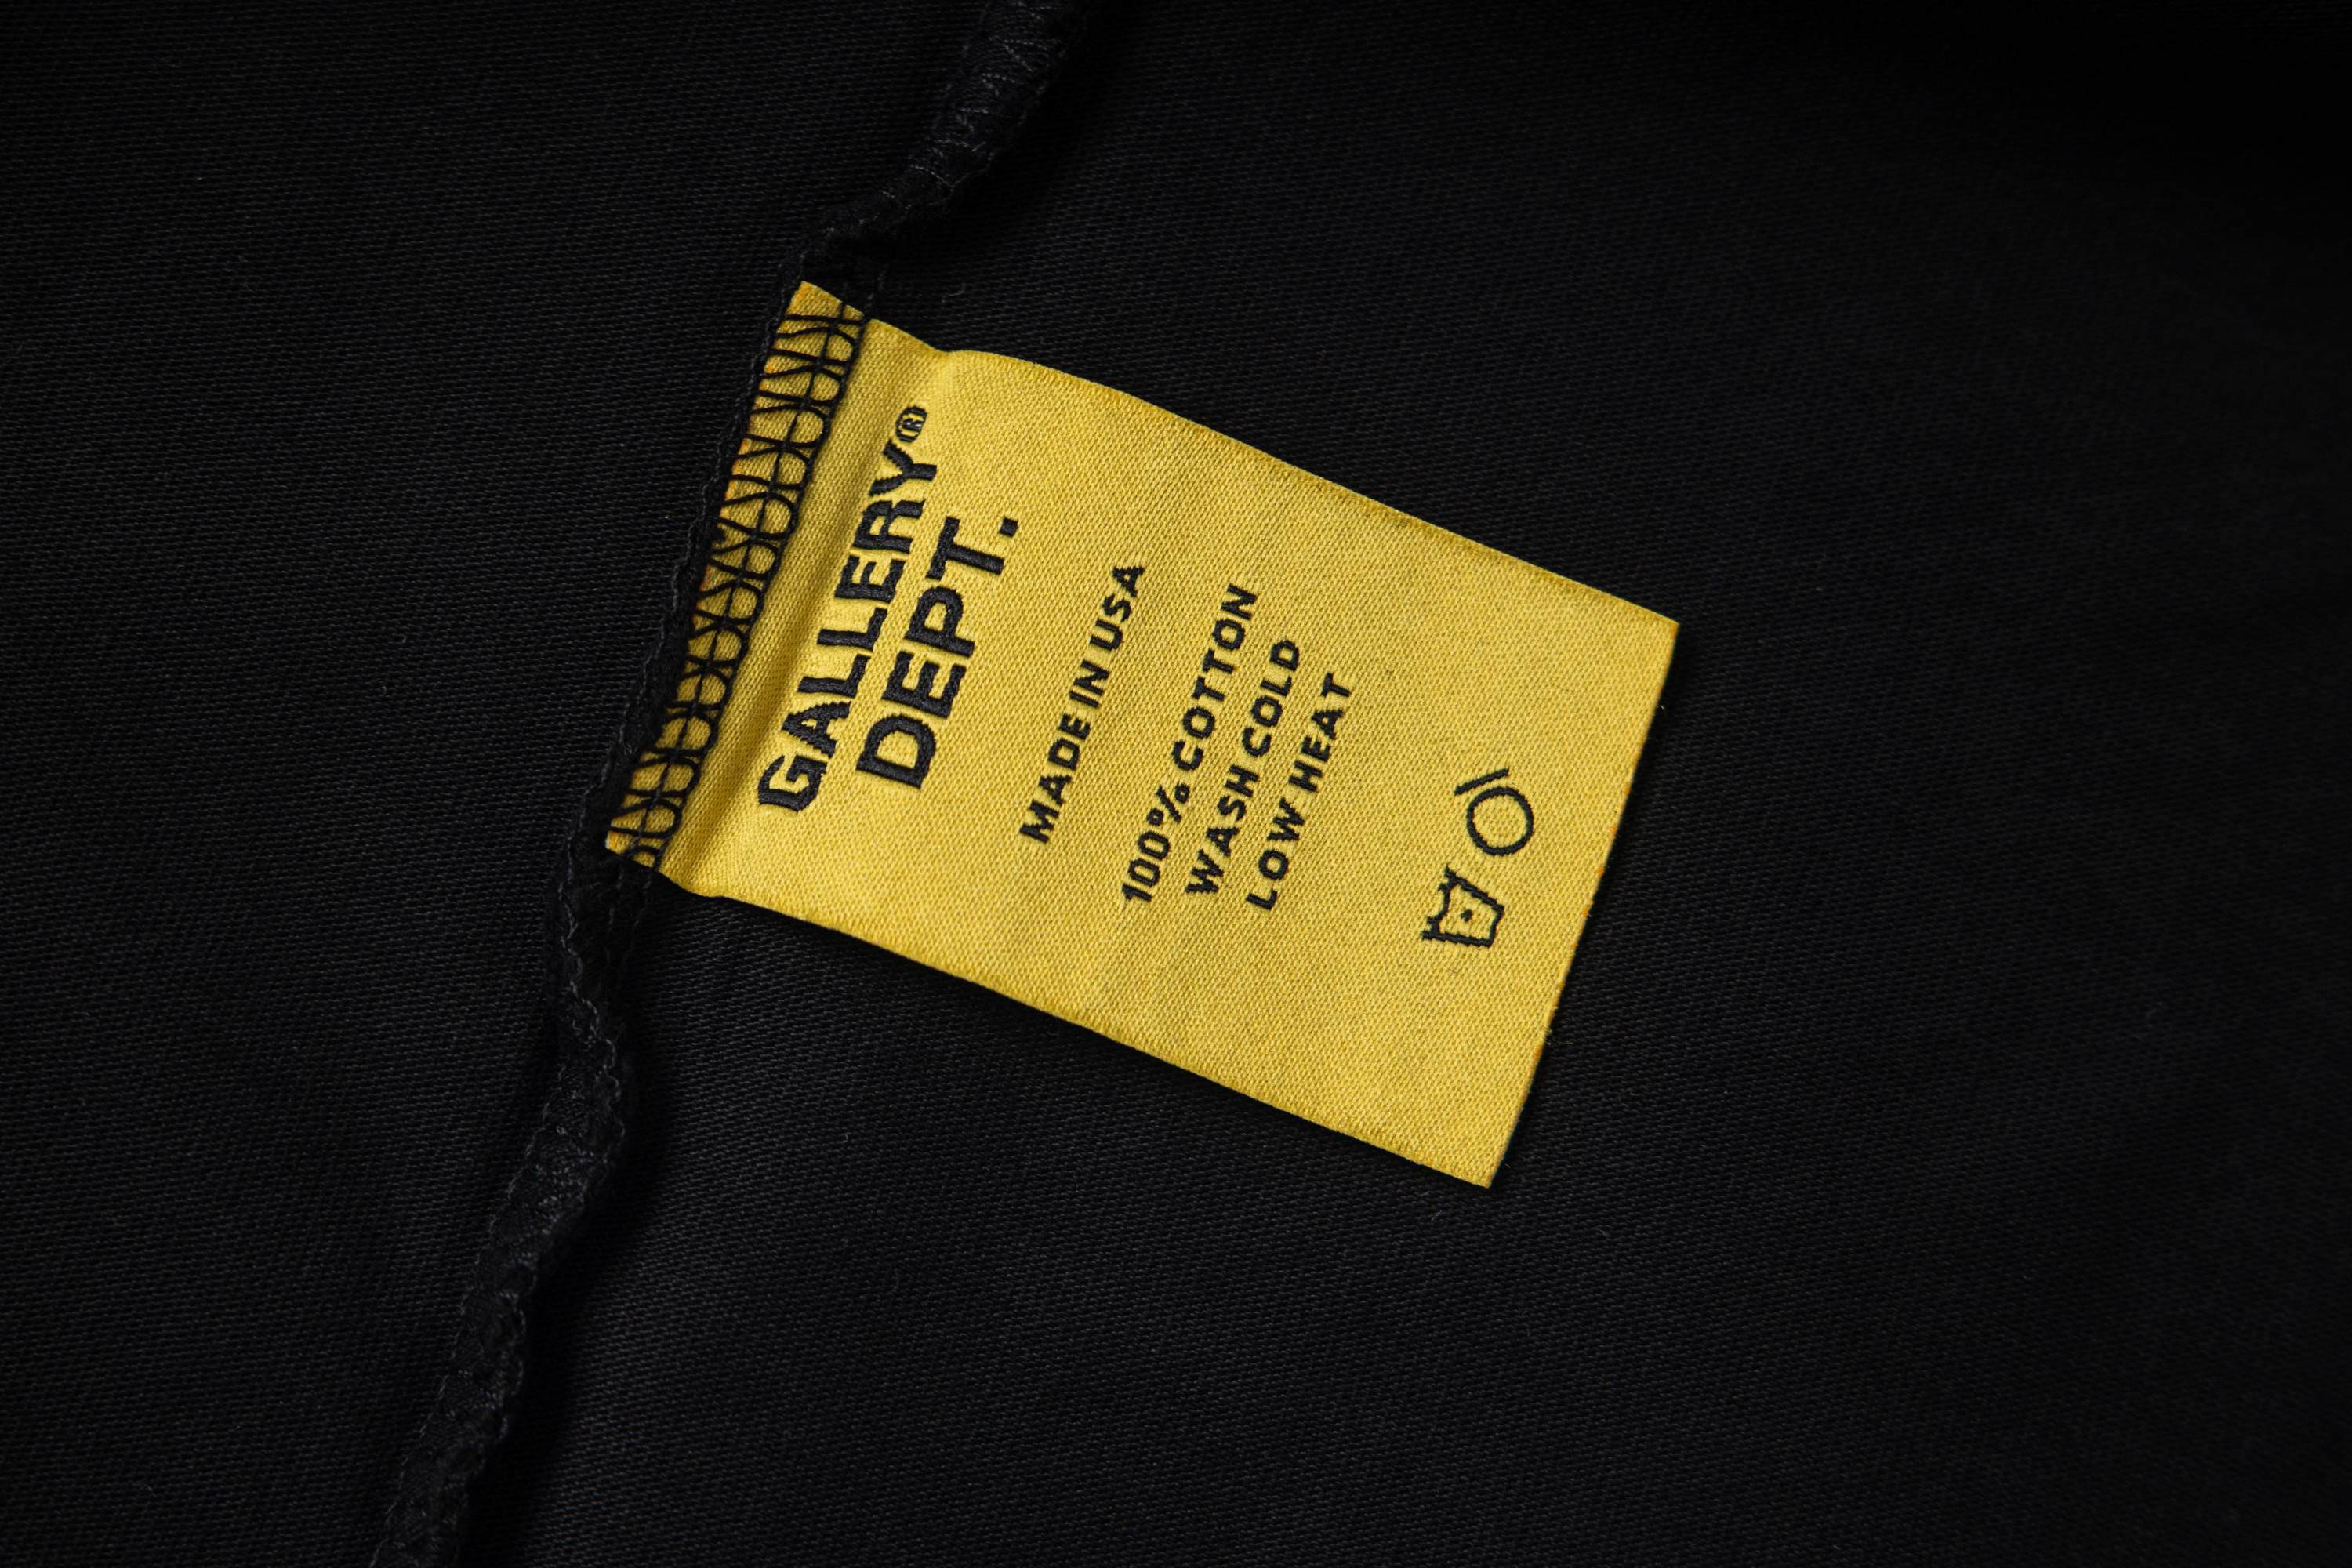 GALLERY®
DEPT.
MADE IN USA
100% COTTON
WASH COLD
LOW HEAT